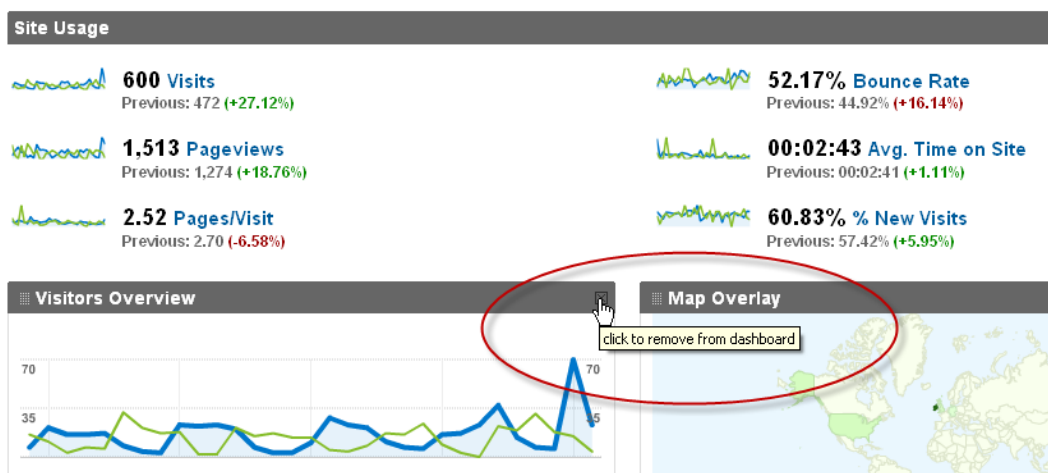 Site Usage
600 Visits
Previous: 472 (+27.12%)
52.17% Bounce Rate
Previous: 44.92% (+16.14%)
1,513 Pageviews
Previous: 1,274 (+18.76%)
00:02:43 Avg. Time on Site
Previous: 00:02:41 (+1.11%)
2.52 Pages/Visit
Previous: 2.70 (-6.58%)
60.83% % New Visits
Previous: 57.42% (+5.95%)
Visitors Overview
Map Overlay
click to remove from dashboard
70 70
35 35